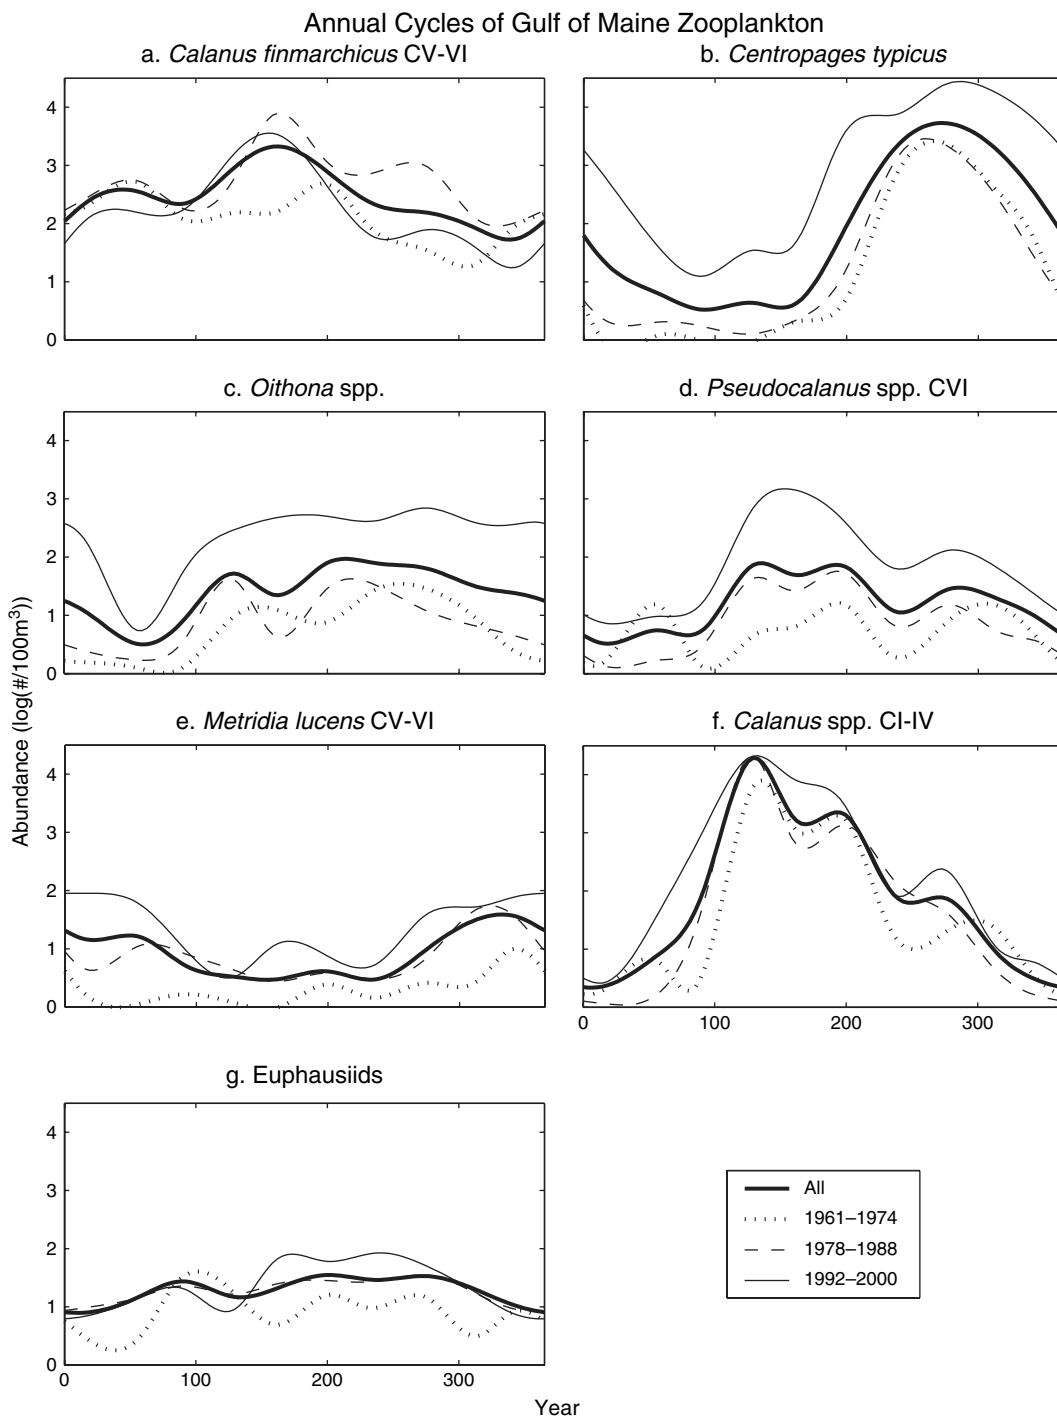 Annual Cycles of Gulf of Maine Zooplankton
a. Calanus finmarchicus CV-VI
b. Centropages typicus
4
3
2
1
0
c. Oithona spp.
d. Pseudocalanus spp. CVI
4
3
2
1
0
e. Metridia lucens CV-VI
f. Calanus spp. CI-IV
4
3
2
1
0
0 100 200 300
g. Euphausiids
4
3
2
1
0
0 100 200 300
Abundance (log(#/100m³))
Year
All
1961–1974
1978–1988
1992–2000